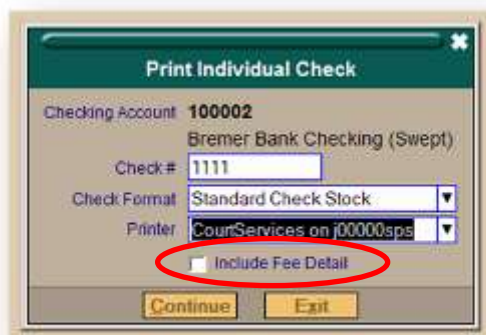 Print Individual Check
Checking Account 100002
Bremer Bank Checking (Swept)
Check # 1111
Check Format Standard Check Stock
Printer CourtServices on j00000sps
Include Fee Detail
Continue Exit